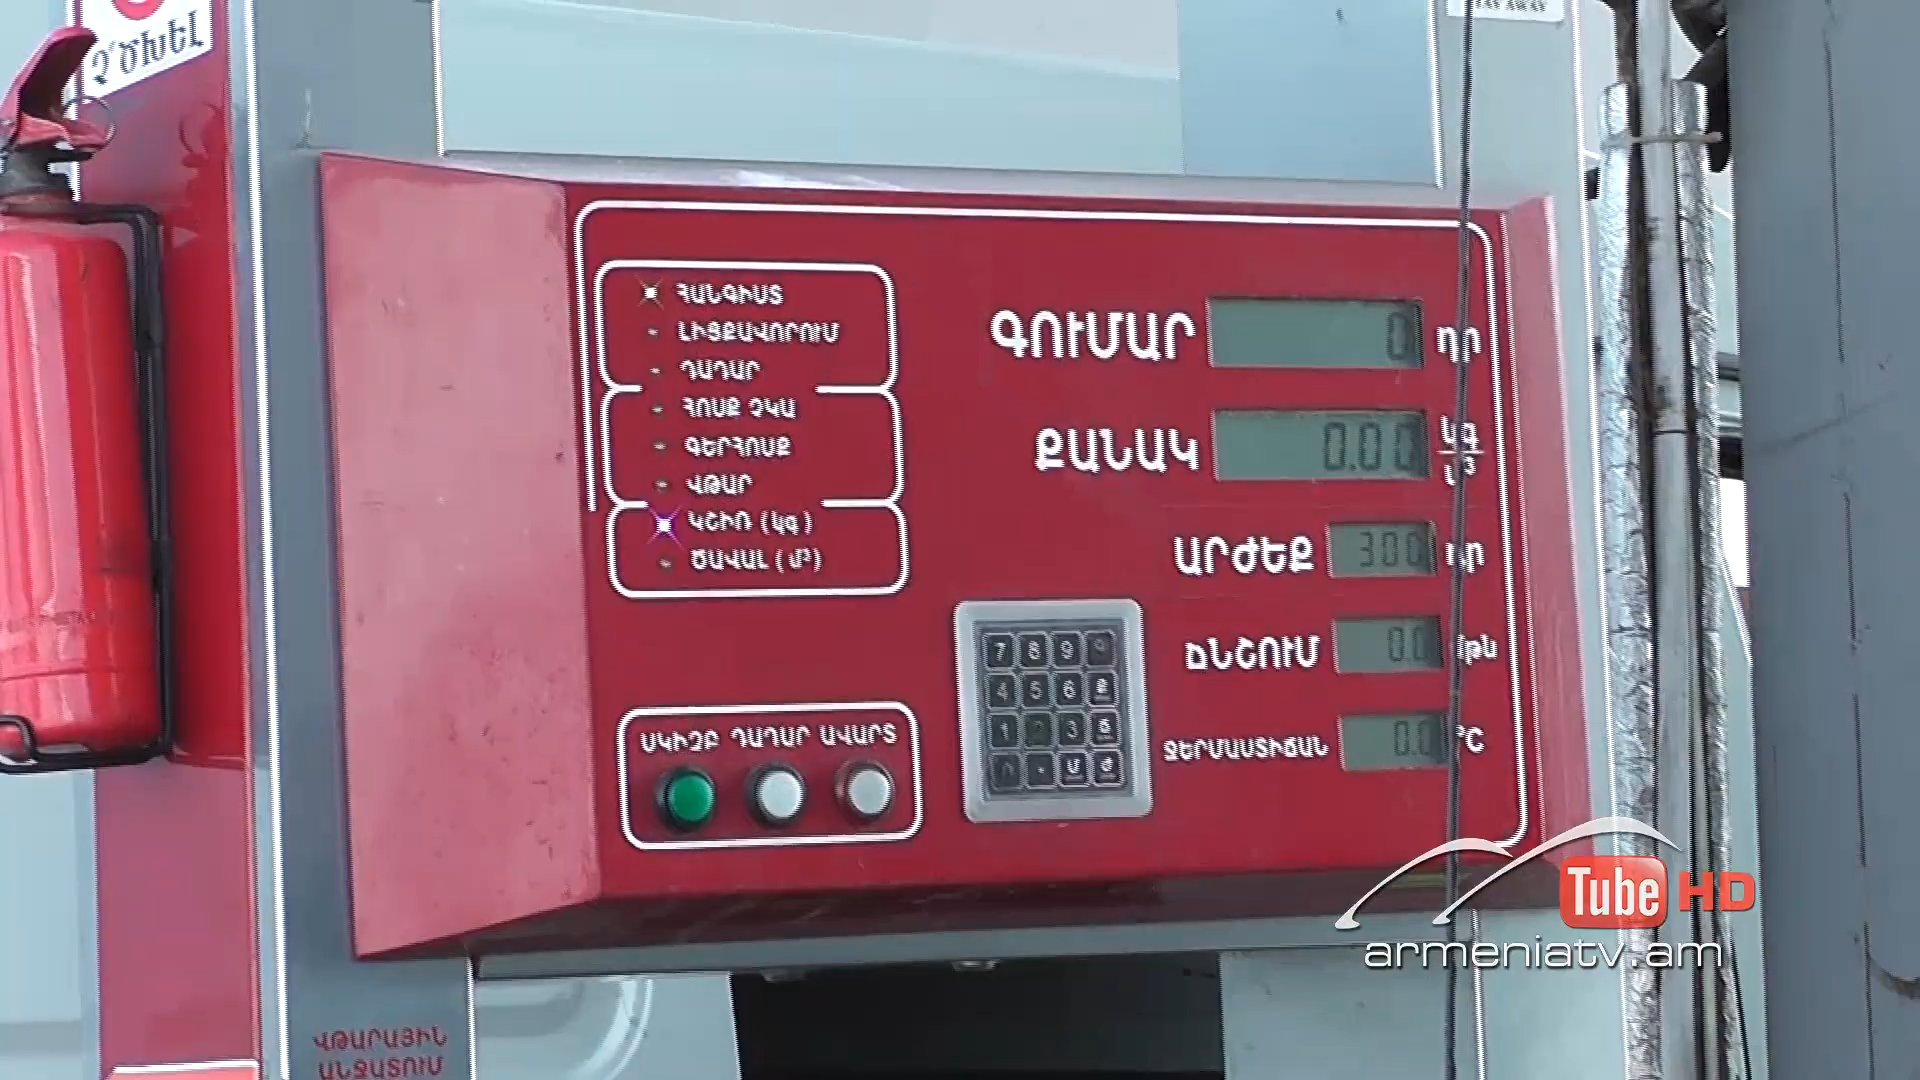 Չ՛ԾԽԵԼ
ՀԱՆԳԻՍՏ
ԼԻՑՔԱՎՈՐՈՒՄ
ԴԱԴԱՐ
ՀՈՍՔ ՉԿԱ
ԳԵՐՀՈՍՔ
ՎԹԱՐ
ԿՇԻՌ (կգ)
ԾԱՎԱԼ (մ³)
ԳՈՒՄԱՐ 0 դր
ՔԱՆԱԿ 0.00 կգ
մ³
ԱՐԺԵՔ 300 դր
ՃՆՇՈՒՄ 0.0
ՋԵՐՄԱՍՏԻՃԱՆ 0.0 °C
7 8 9
4 5 6
1 2 3
ՍԿԻԶԲ ԴԱԴԱՐ ԱՎԱՐՏ
ՎԹԱՐԱՅԻՆ
ԱՆՋԱՏՈՒՄ
Tube HD
armeniatv.am